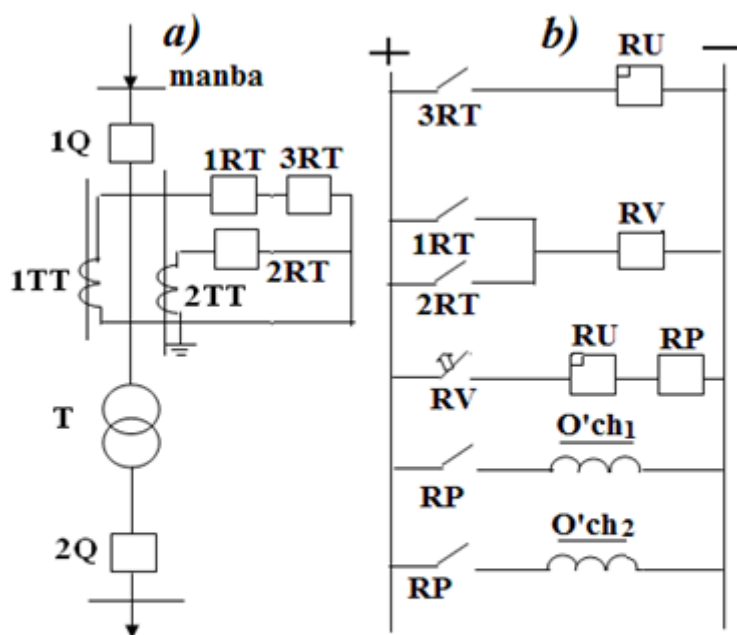 a)
manba
1Q
1RT 3RT
2RT
1TT
2TT
T
2Q
b)
+ −
RU
3RT
RV
1RT
2RT
RU RP
RV
O'ch1
RP
O'ch2
RP